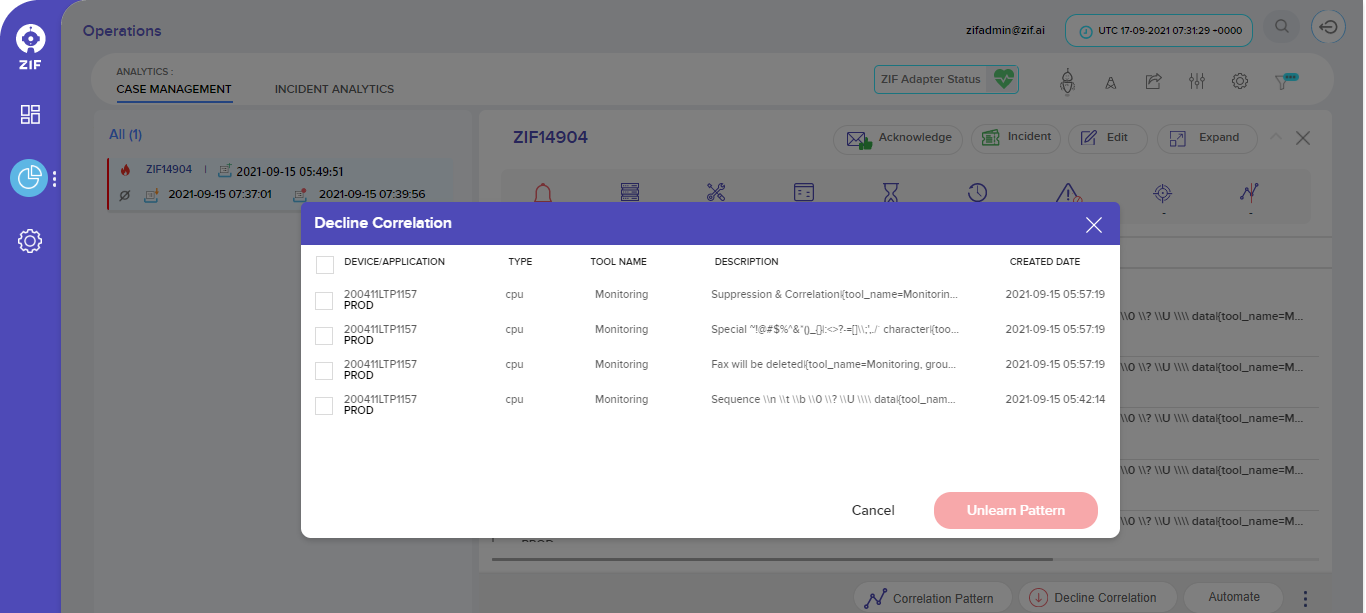 ZIF
Operations
zifadmin@zif.ai
UTC 17-09-2021 07:31:29 +0000
ANALYTICS :
CASE MANAGEMENT
INCIDENT ANALYTICS
ZIF Adapter Status
All (1)
ZIF14904
2021-09-15 05:49:51
2021-09-15 07:37:01
2021-09-15 07:39:56
ZIF14904
Acknowledge
Incident
Edit
Expand
-
-
Decline Correlation
DEVICE/APPLICATION TYPE TOOL NAME DESCRIPTION CREATED DATE
200411LTP1157 cpu Monitoring Suppression & Correlation|{tool_name=Monitorin... 2021-09-15 05:57:19
PROD
200411LTP1157 cpu Monitoring Special ~!@#$%^&*()_{}|:<>?-=[]\\;',./` character|{too... 2021-09-15 05:57:19
PROD
200411LTP1157 cpu Monitoring Fax will be deleted|{tool_name=Monitoring, grou... 2021-09-15 05:57:19
PROD
200411LTP1157 cpu Monitoring Sequence \\n \\t \\b \\0 \\? \\U \\\\ data|{tool_nam... 2021-09-15 05:42:14
PROD
Cancel
Unlearn Pattern
\\0 \\? \\U \\\\ data|{tool_name=M...
\\0 \\? \\U \\\\ data|{tool_name=M...
\\0 \\? \\U \\\\ data|{tool_name=M...
\\0 \\? \\U \\\\ data|{tool_name=M...
\\0 \\? \\U \\\\ data|{tool_name=M...
Correlation Pattern
Decline Correlation
Automate